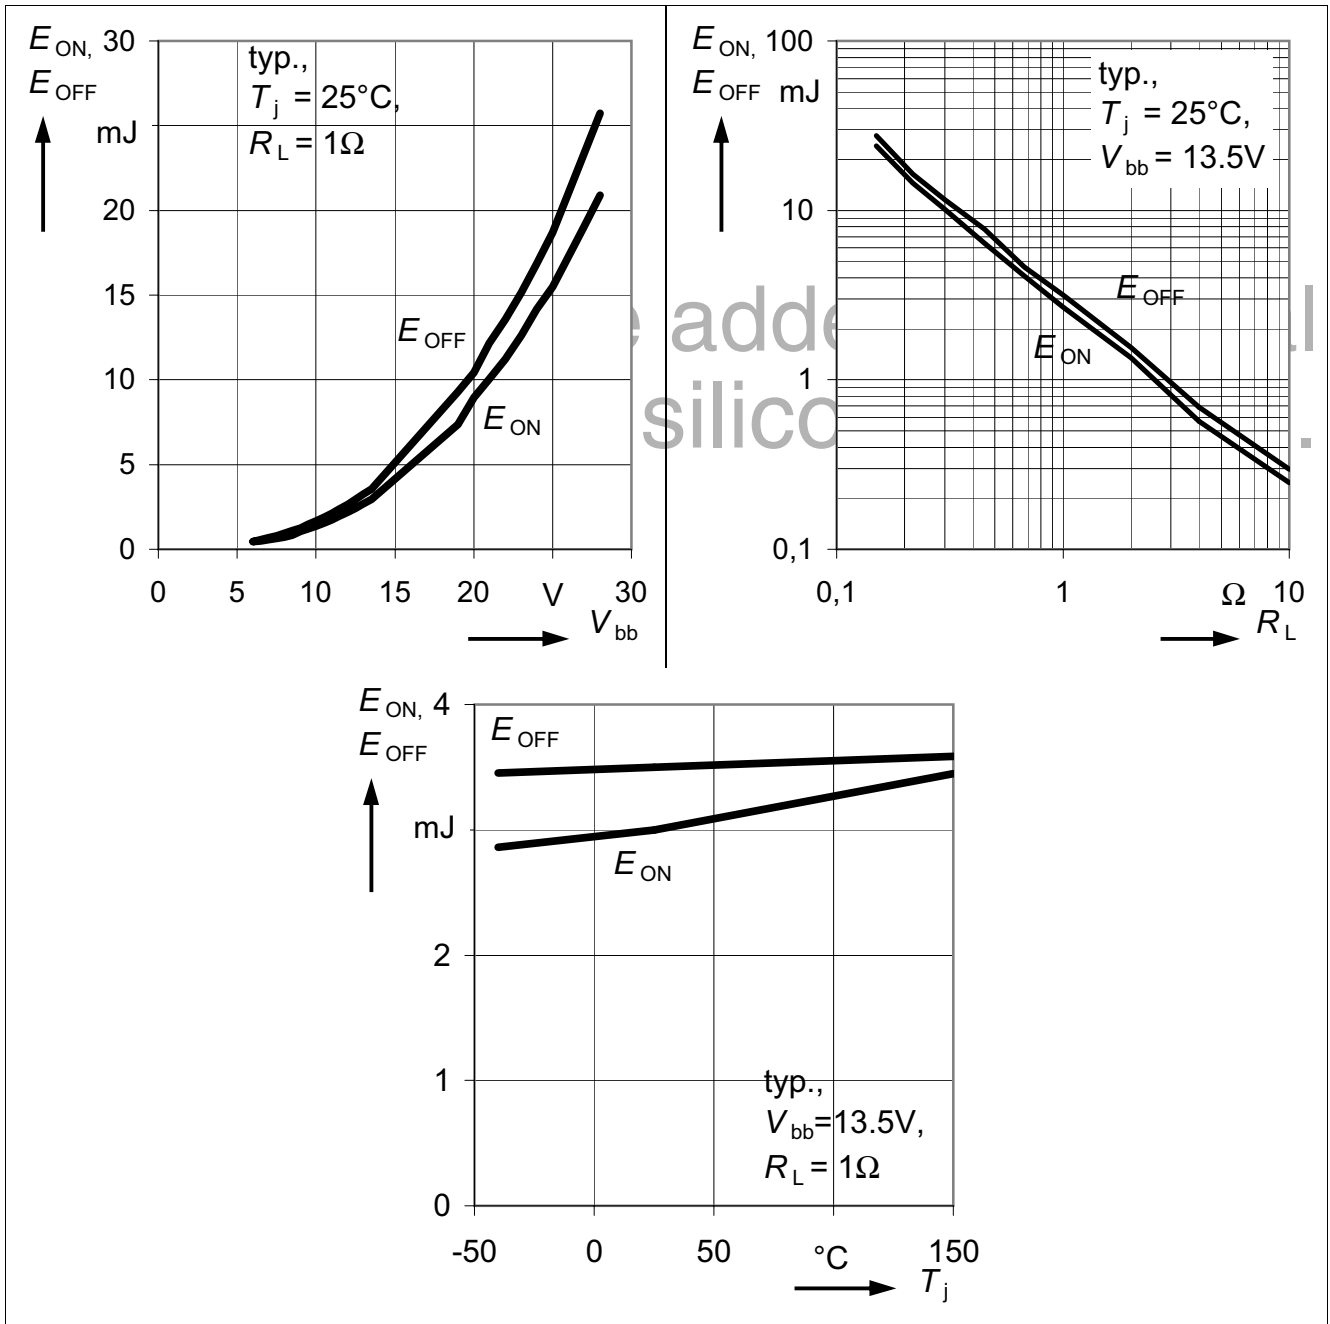 E ON, 30
E OFF
mJ
20
15
10
5
0
typ.,
T j = 25°C,
R L = 1Ω
E OFF
E ON
0 5 10 15 20 V 30
V bb
E ON, 100
E OFF mJ
10
1
0,1
typ.,
T j = 25°C,
V bb = 13.5V
E OFF
E ON
0,1 1 Ω 10
R L
adde
silico
E ON, 4
E OFF
mJ
2
1
0
E OFF
E ON
typ.,
V bb=13.5V,
R L = 1Ω
-50 0 50 °C 150
T j